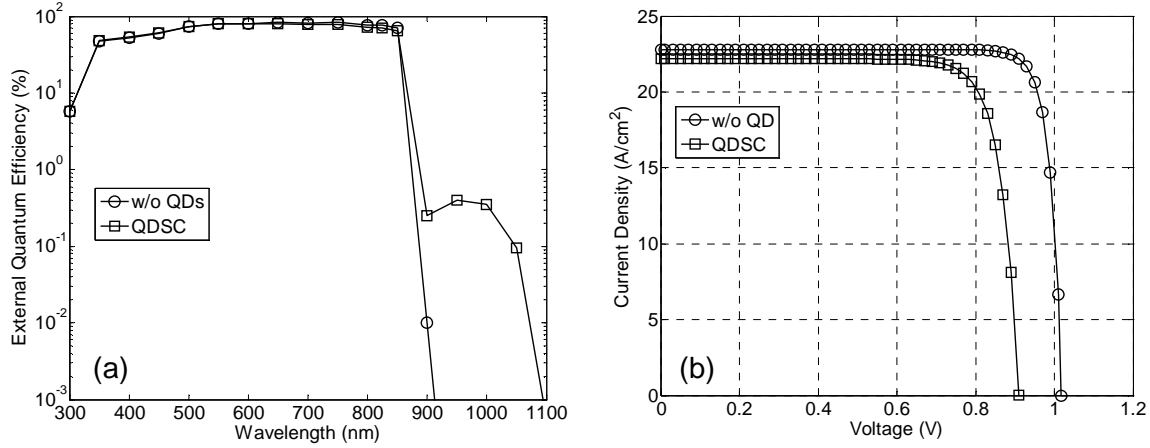 External Quantum Efficiency (%)
10^2
10^1
10^0
10^-1
10^-2
10^-3
w/o QDs
QDSC
(a)
300 400 500 600 700 800 900 1000 1100
Wavelength (nm)
Current Density (A/cm^2)
25
20
15
10
5
0
w/o QD
QDSC
(b)
0 0.2 0.4 0.6 0.8 1 1.2
Voltage (V)